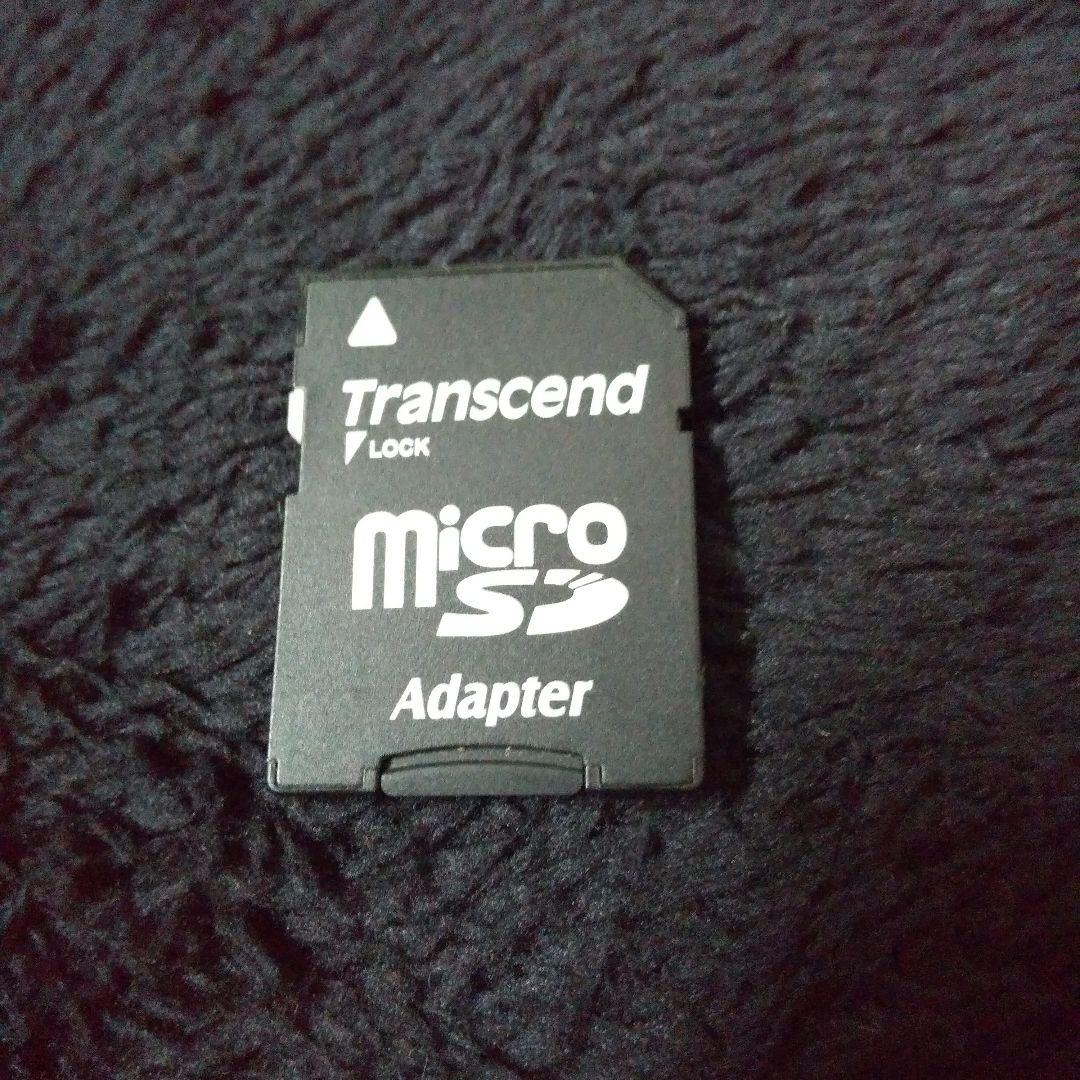 Transcend
LOCK
micro
SD
Adapter